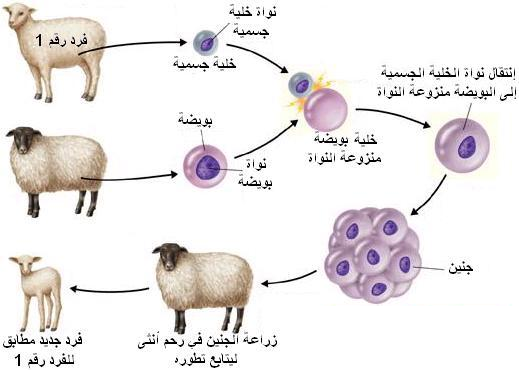 فرد رقم 1
نواة خلية
جسمية
خلية جسمية
إنتقال نواة الخلية الجسمية
إلى البويضة منزوعة النواة
بويضة
نواة
بويضة
خلية بويضة
منزوعة النواة
جنين
زراعة الجنين في رحم أنثى
ليتابع تطوره
فرد جديد مطابق
للفرد رقم 1